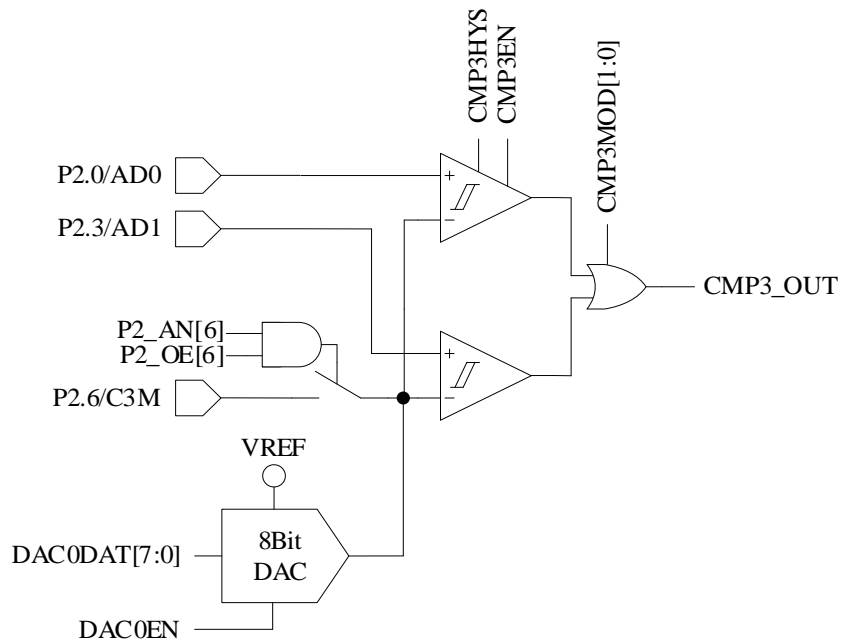 CMP3HYS
CMP3EN
CMP3MOD[1:0]
P2.0/AD0
+
−
P2.3/AD1
CMP3_OUT
P2_AN[6]
P2_OE[6]
+
−
P2.6/C3M
VREF
DAC0DAT[7:0]
8Bit
DAC
DAC0EN